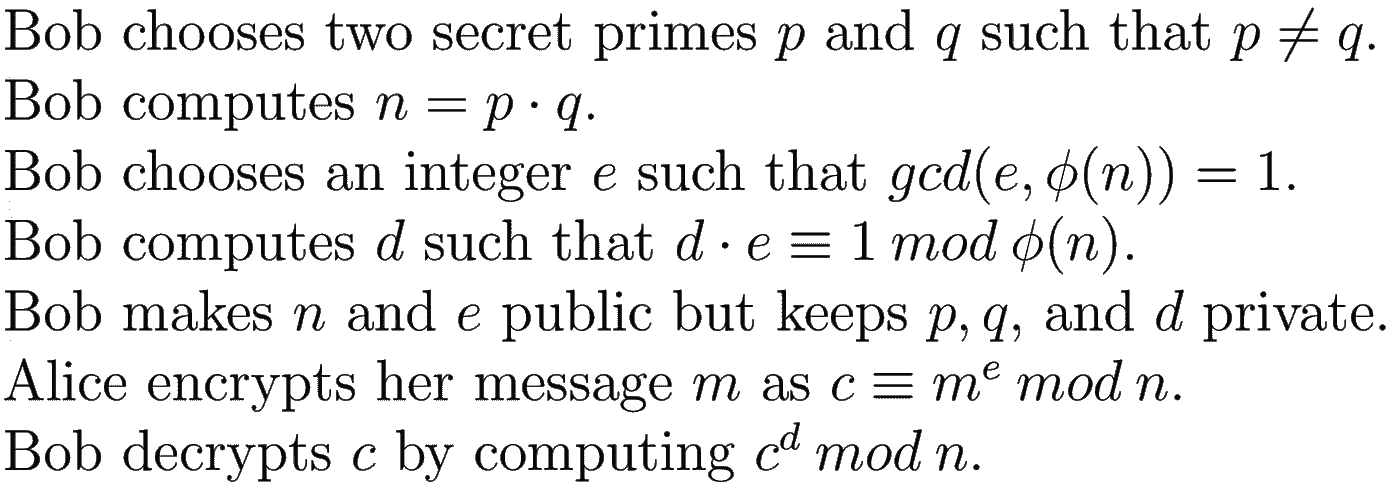 Bob chooses two secret primes p and q such that p ≠ q.
Bob computes n = p · q.
Bob chooses an integer e such that gcd(e, ϕ(n)) = 1.
Bob computes d such that d · e ≡ 1 mod ϕ(n).
Bob makes n and e public but keeps p, q, and d private.
Alice encrypts her message m as c ≡ mᵉ mod n.
Bob decrypts c by computing cᵈ mod n.